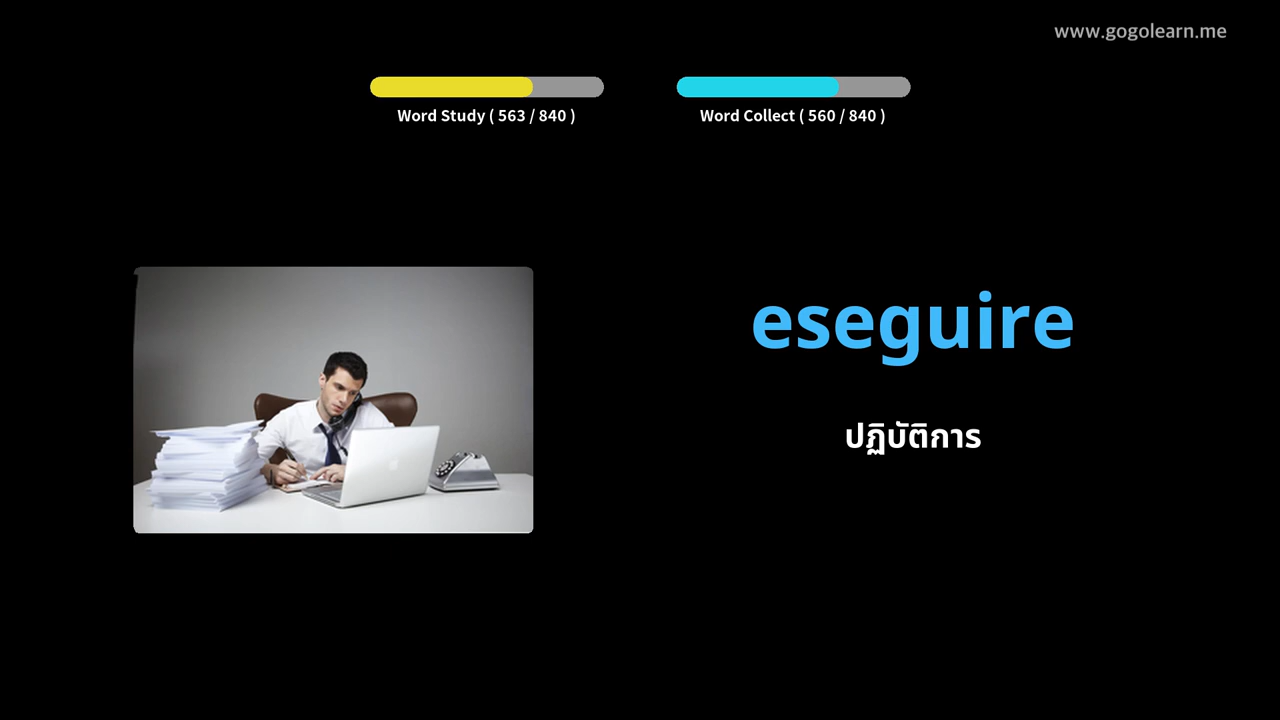 www.gogolearn.me
Word Study ( 563 / 840 )
Word Collect ( 560 / 840 )
eseguire
ปฏิบัติการ